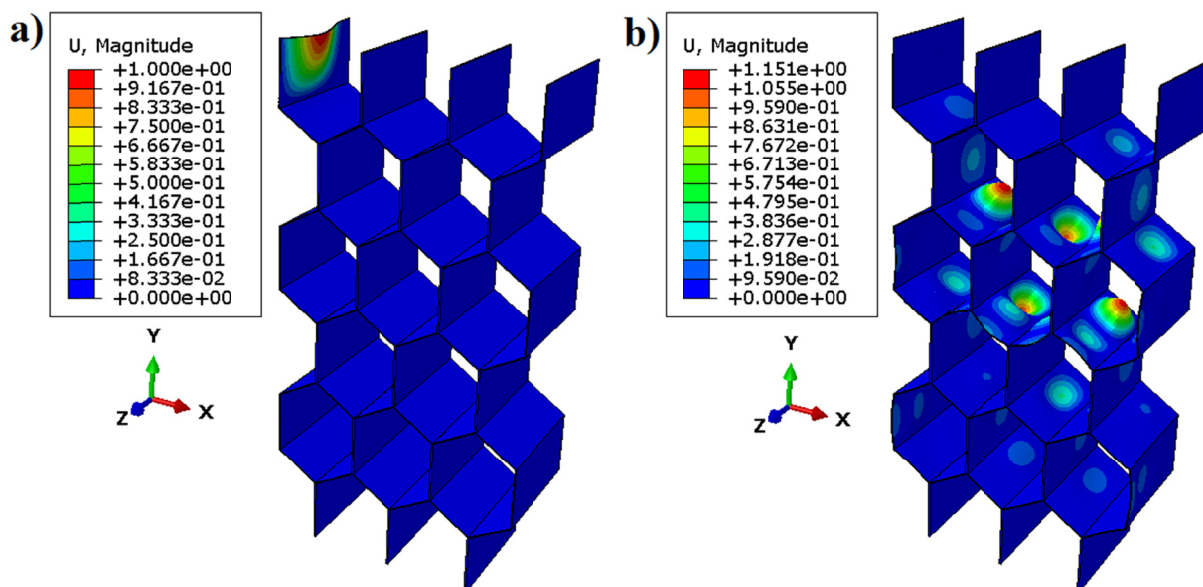 a)
U, Magnitude
+1.000e+00
+9.167e-01
+8.333e-01
+7.500e-01
+6.667e-01
+5.833e-01
+5.000e-01
+4.167e-01
+3.333e-01
+2.500e-01
+1.667e-01
+8.333e-02
+0.000e+00
Y
Z
X
b)
U, Magnitude
+1.151e+00
+1.055e+00
+9.590e-01
+8.631e-01
+7.672e-01
+6.713e-01
+5.754e-01
+4.795e-01
+3.836e-01
+2.877e-01
+1.918e-01
+9.590e-02
+0.000e+00
Y
Z
X